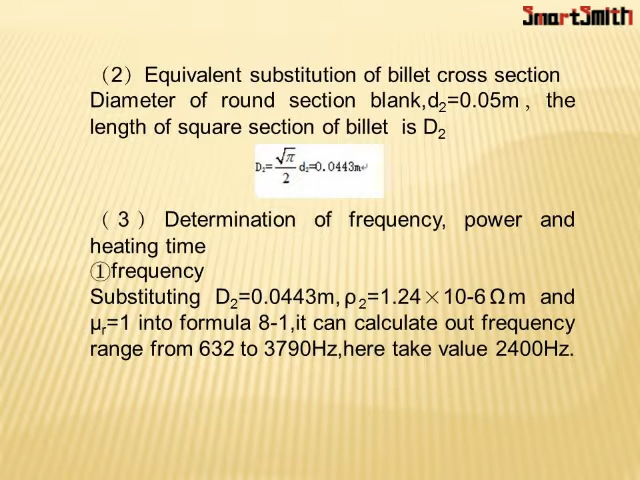 SmartSmith
（2）Equivalent substitution of billet cross section
Diameter of round section blank,d₂=0.05m，the
length of square section of billet is D₂
D₂=√π/2 d₂=0.0443m↵
（3）Determination of frequency, power and
heating time
①frequency
Substituting D₂=0.0443m,ρ₂=1.24×10-6Ωm and
μᵣ=1 into formula 8-1,it can calculate out frequency
range from 632 to 3790Hz,here take value 2400Hz.